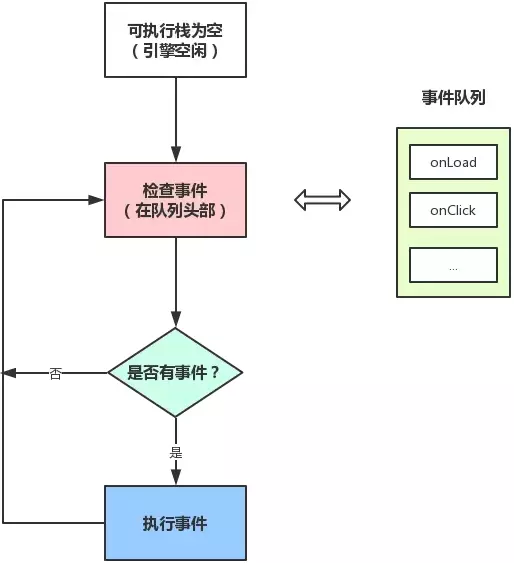 可执行栈为空
（引擎空闲）
事件队列
检查事件
（在队列头部）
onLoad
onClick
...
是否有事件？
否
是
执行事件